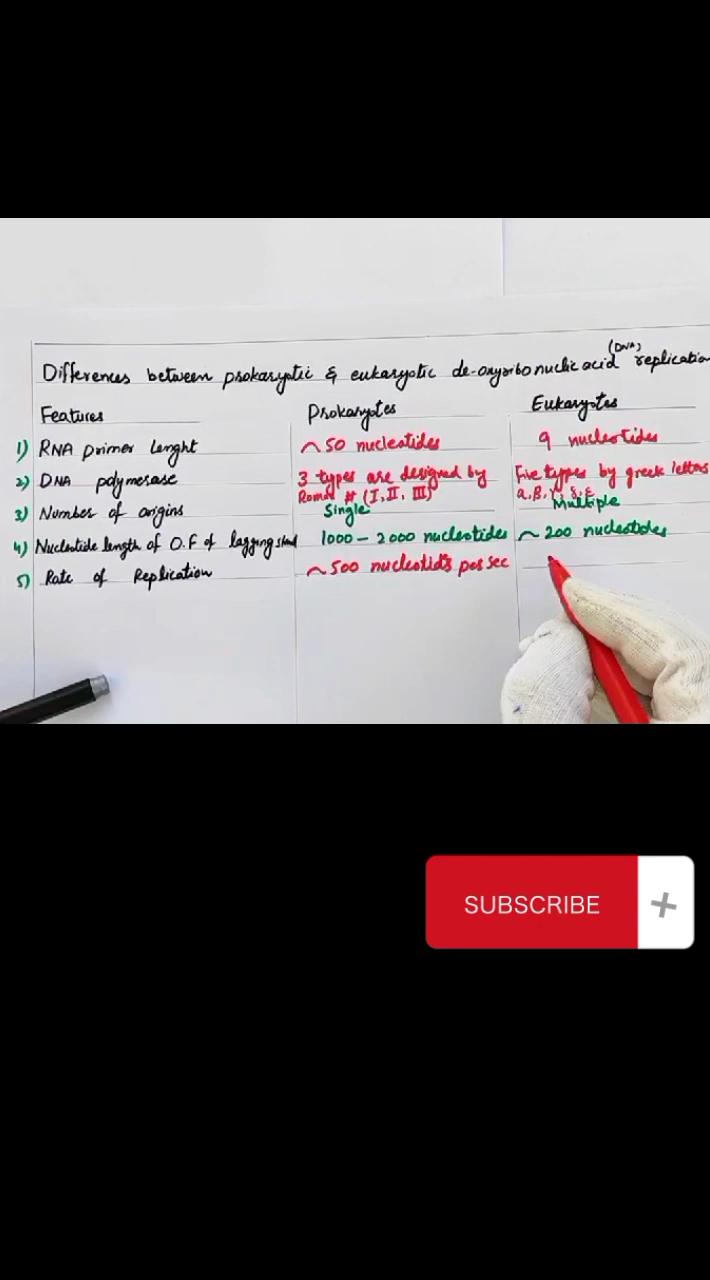 (DNA)
Differences between prokaryotic & eukaryotic de-oxyribonuclic acid replication
Features Prokaryotes Eukaryotes
1) RNA primer lenght ~50 nucleotides 9 nucleotides
2) DNA polymerase 3 types are designed by Roman # (I, II, III) Five types by greek letters α, β, γ, δ, ε
3) Number of origins Single Multiple
4) Nucleotide length of O.F of lagging strand 1000 - 2000 nucleotides ~ 200 nucleotides
5) Rate of Replication ~500 nucleotids per sec
SUBSCRIBE +